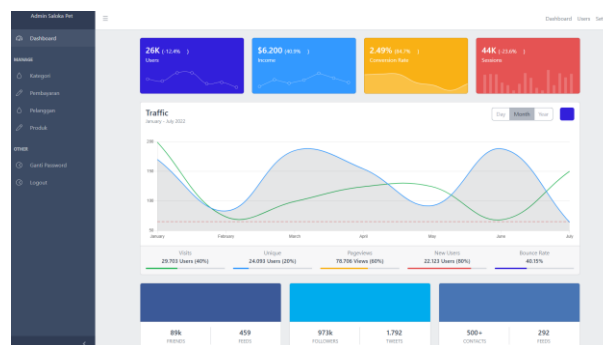 Admin Saloka Pet
Dashboard Users Set
Dashboard
MANAGE
Kategori
Pembayaran
Pelanggan
Produk
OTHER
Ganti Password
Logout
26K (-12.4% )
Users
$6.200 (40.9% )
Income
2.49% (84.7% )
Conversion Rate
44K (-23.6% )
Sessions
Traffic
January - July 2022
Day Month Year
January February March April May June July
Visits
29.703 Users (40%)
Unique
24.093 Users (20%)
Pageviews
78.706 Views (60%)
New Users
22.123 Users (80%)
Bounce Rate
40.15%
89k
FRIENDS
459
FEEDS
973k
FOLLOWERS
1.792
TWEETS
500+
CONTACTS
292
FEEDS